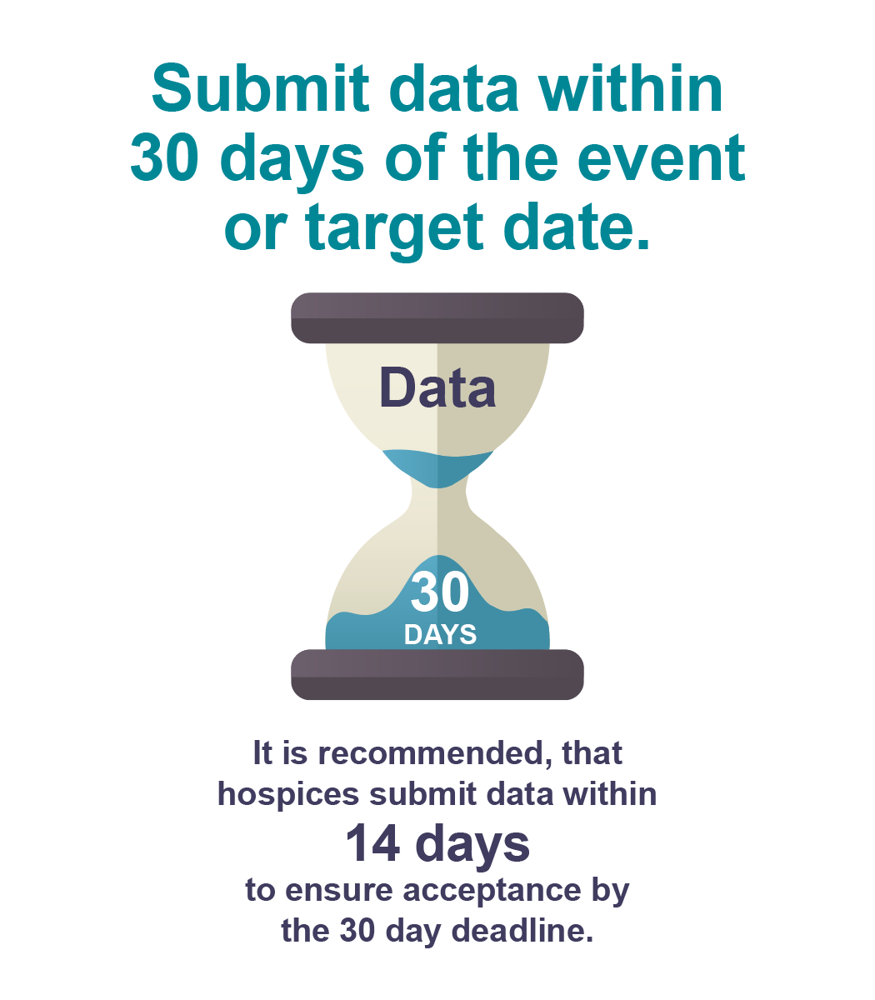 Submit data within
30 days of the event
or target date.
Data
30
DAYS
It is recommended, that
hospices submit data within
14 days
to ensure acceptance by
the 30 day deadline.